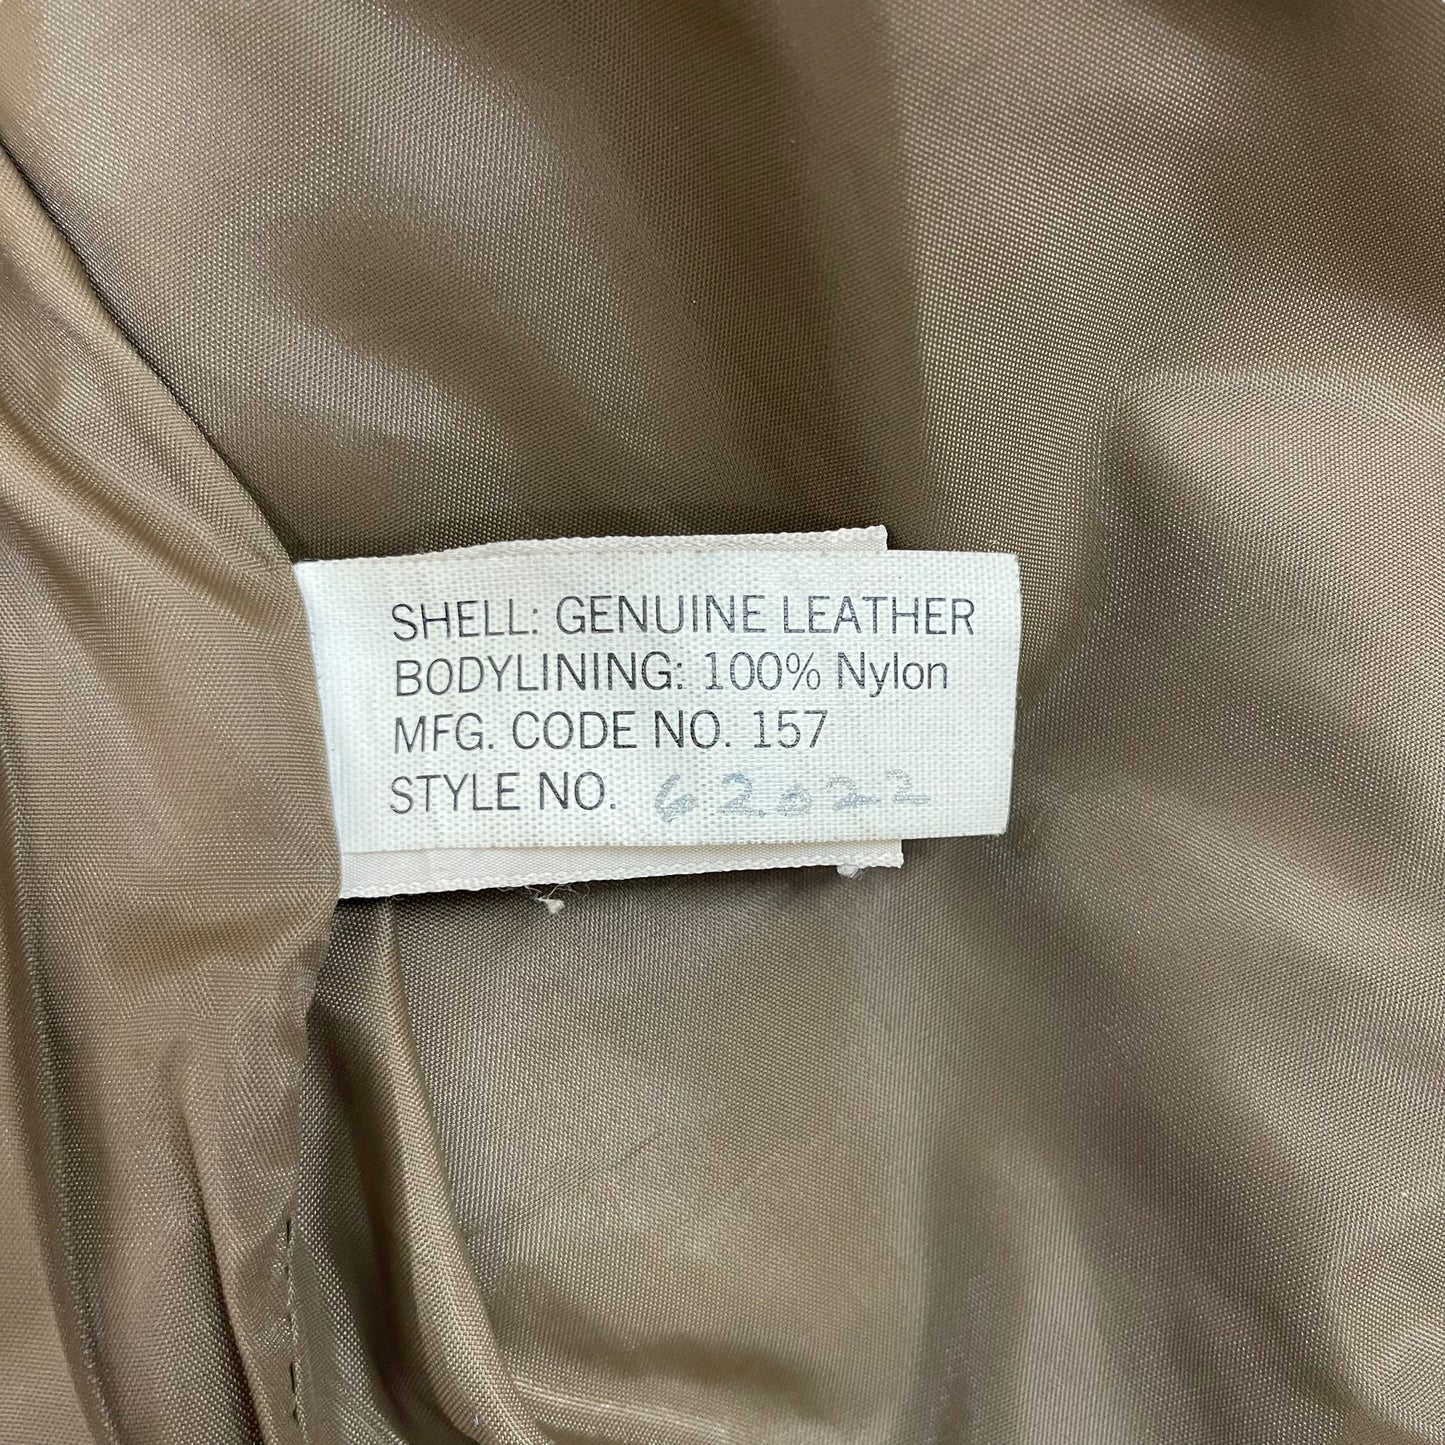 SHELL: GENUINE LEATHER
BODYLINING: 100% Nylon
MFG. CODE NO. 157
STYLE NO. 62022